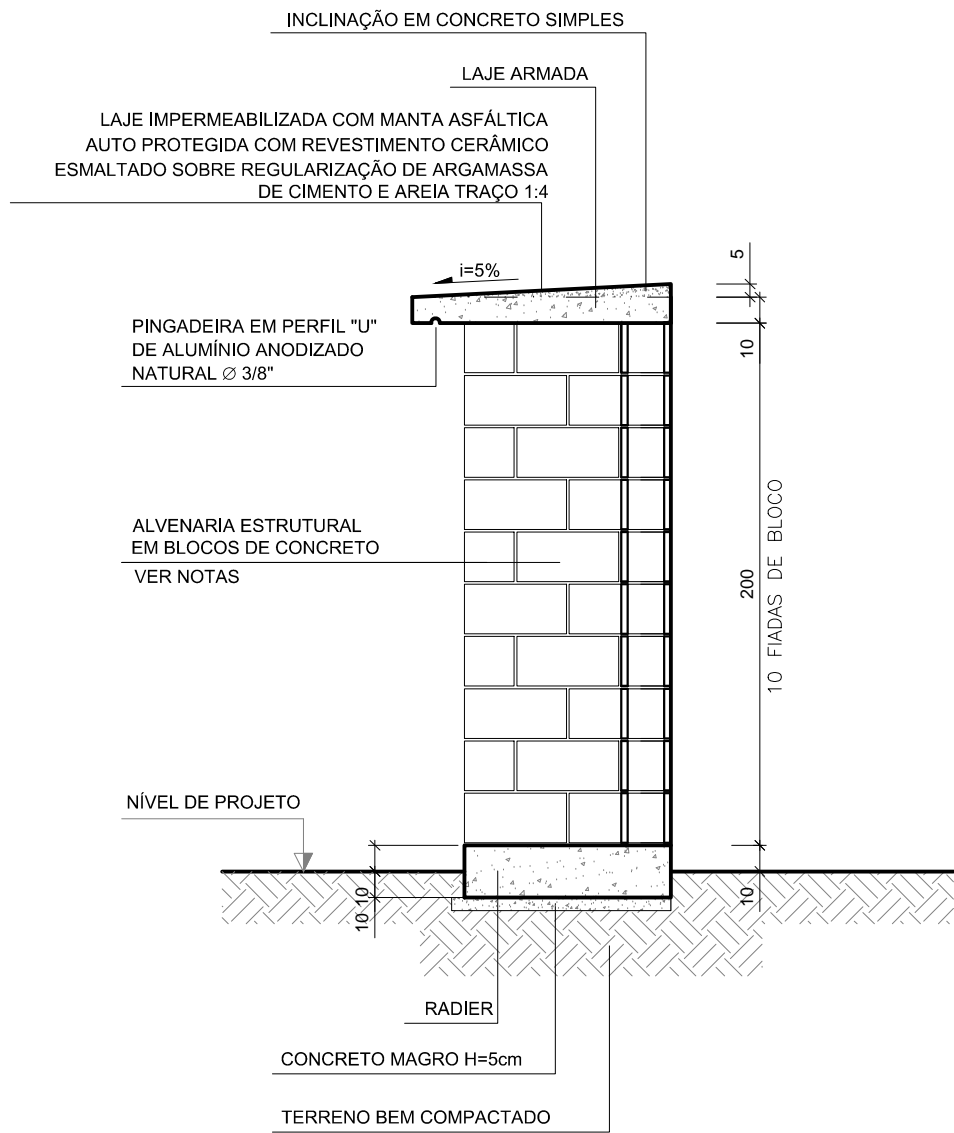 INCLINAÇÃO EM CONCRETO SIMPLES
LAJE ARMADA
LAJE IMPERMEABILIZADA COM MANTA ASFÁLTICA
AUTO PROTEGIDA COM REVESTIMENTO CERÂMICO
ESMALTADO SOBRE REGULARIZAÇÃO DE ARGAMASSA
DE CIMENTO E AREIA TRAÇO 1:4
5
i=5%
PINGADEIRA EM PERFIL "U"
DE ALUMÍNIO ANODIZADO
NATURAL Ø 3/8"
10
ALVENARIA ESTRUTURAL
EM BLOCOS DE CONCRETO
VER NOTAS
200
10 FIADAS DE BLOCO
NÍVEL DE PROJETO
10
10
10
RADIER
CONCRETO MAGRO H=5cm
TERRENO BEM COMPACTADO